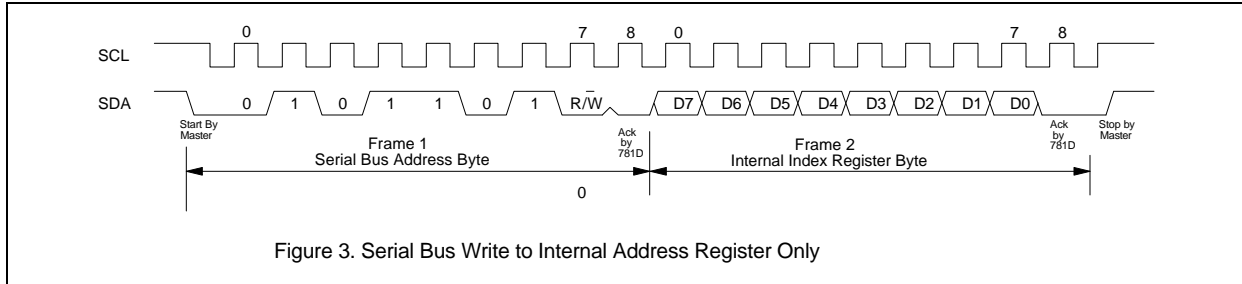 0 7 8 0 7 8
SCL
SDA 0 1 0 1 1 0 1 R/W D7 D6 D5 D4 D3 D2 D1 D0
Start By
Master
Ack
by
781D
Ack
by
781D
Stop by
Master
Frame 1
Serial Bus Address Byte
Frame 2
Internal Index Register Byte
0
Figure 3. Serial Bus Write to Internal Address Register Only